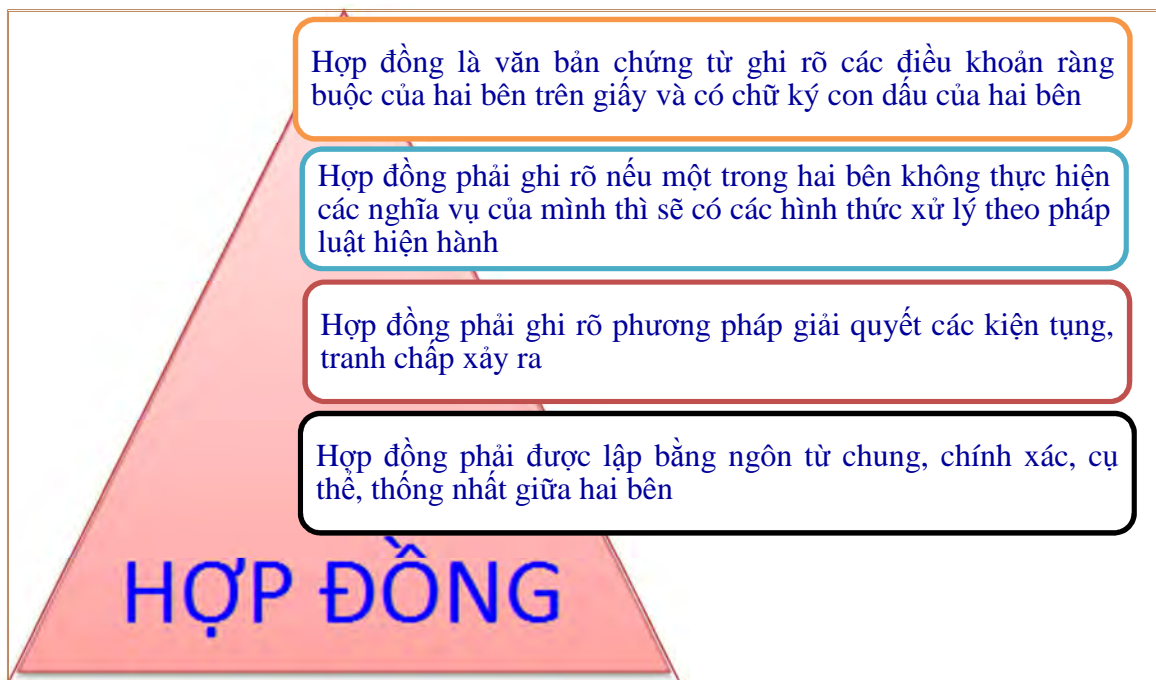 Hợp đồng là văn bản chứng từ ghi rõ các điều khoản ràng
buộc của hai bên trên giấy và có chữ ký con dấu của hai bên
Hợp đồng phải ghi rõ nếu một trong hai bên không thực hiện
các nghĩa vụ của mình thì sẽ có các hình thức xử lý theo pháp
luật hiện hành
Hợp đồng phải ghi rõ phương pháp giải quyết các kiện tụng,
tranh chấp xảy ra
Hợp đồng phải được lập bằng ngôn từ chung, chính xác, cụ
thể, thống nhất giữa hai bên
HỢP ĐỒNG